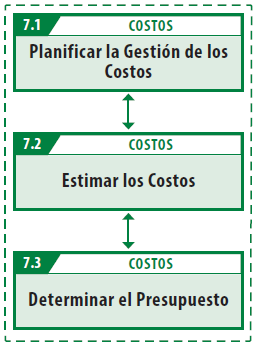 7.1 COSTOS
Planificar la Gestión de los
Costos
7.2 COSTOS
Estimar los Costos
7.3 COSTOS
Determinar el Presupuesto